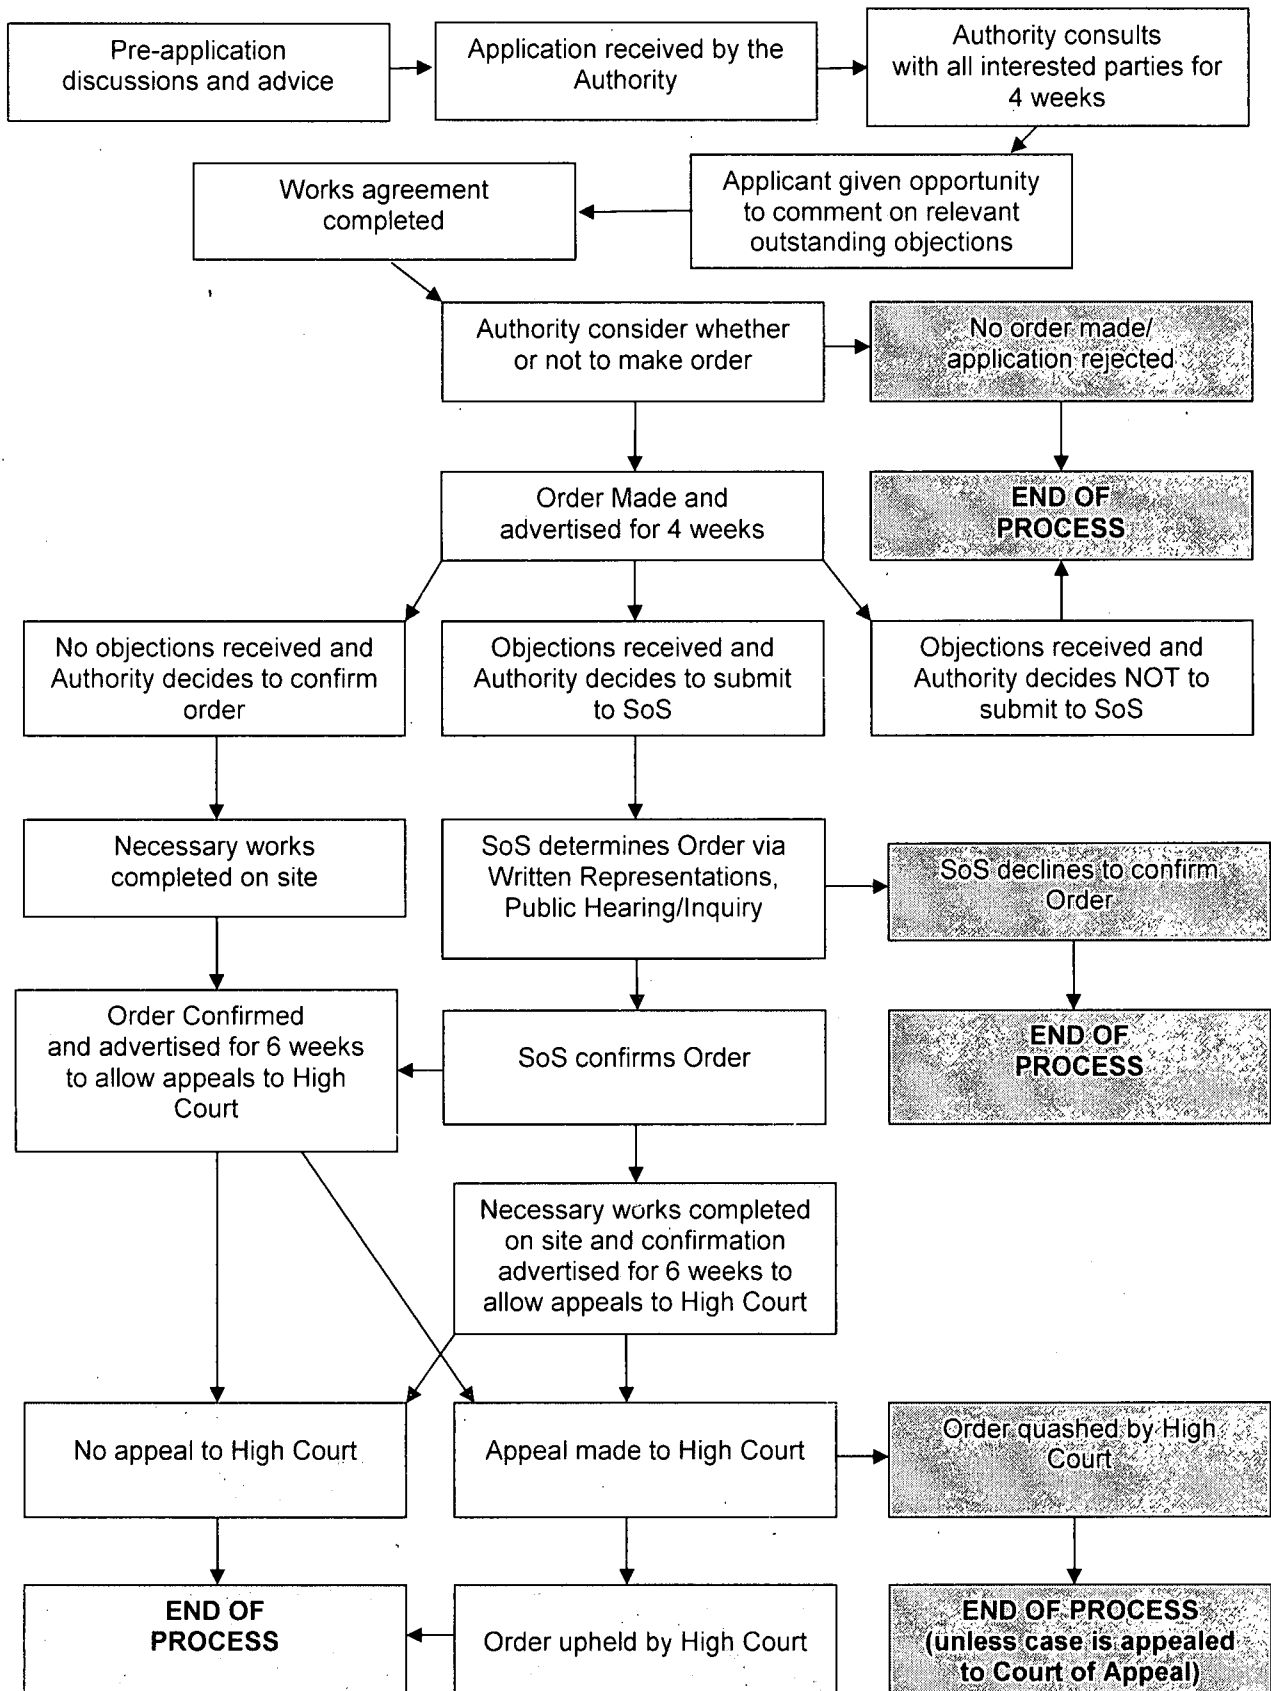 Pre-application
discussions and advice
Application received by the
Authority
Authority consults
with all interested parties for
4 weeks
Works agreement
completed
Applicant given opportunity
to comment on relevant
outstanding objections
Authority consider whether
or not to make order
No order made/
application rejected
Order Made and
advertised for 4 weeks
END OF
PROCESS
No objections received and
Authority decides to confirm
order
Objections received and
Authority decides to submit
to SoS
Objections received and
Authority decides NOT to
submit to SoS
Necessary works
completed on site
SoS determines Order via
Written Representations,
Public Hearing/Inquiry
SoS declines to confirm
Order
Order Confirmed
and advertised for 6 weeks
to allow appeals to High
Court
SoS confirms Order
END OF
PROCESS
Necessary works completed
on site and confirmation
advertised for 6 weeks to
allow appeals to High Court
No appeal to High Court
Appeal made to High Court
Order quashed by High
Court
END OF
PROCESS
Order upheld by High Court
END OF PROCESS
(unless case is appealed
to Court of Appeal)